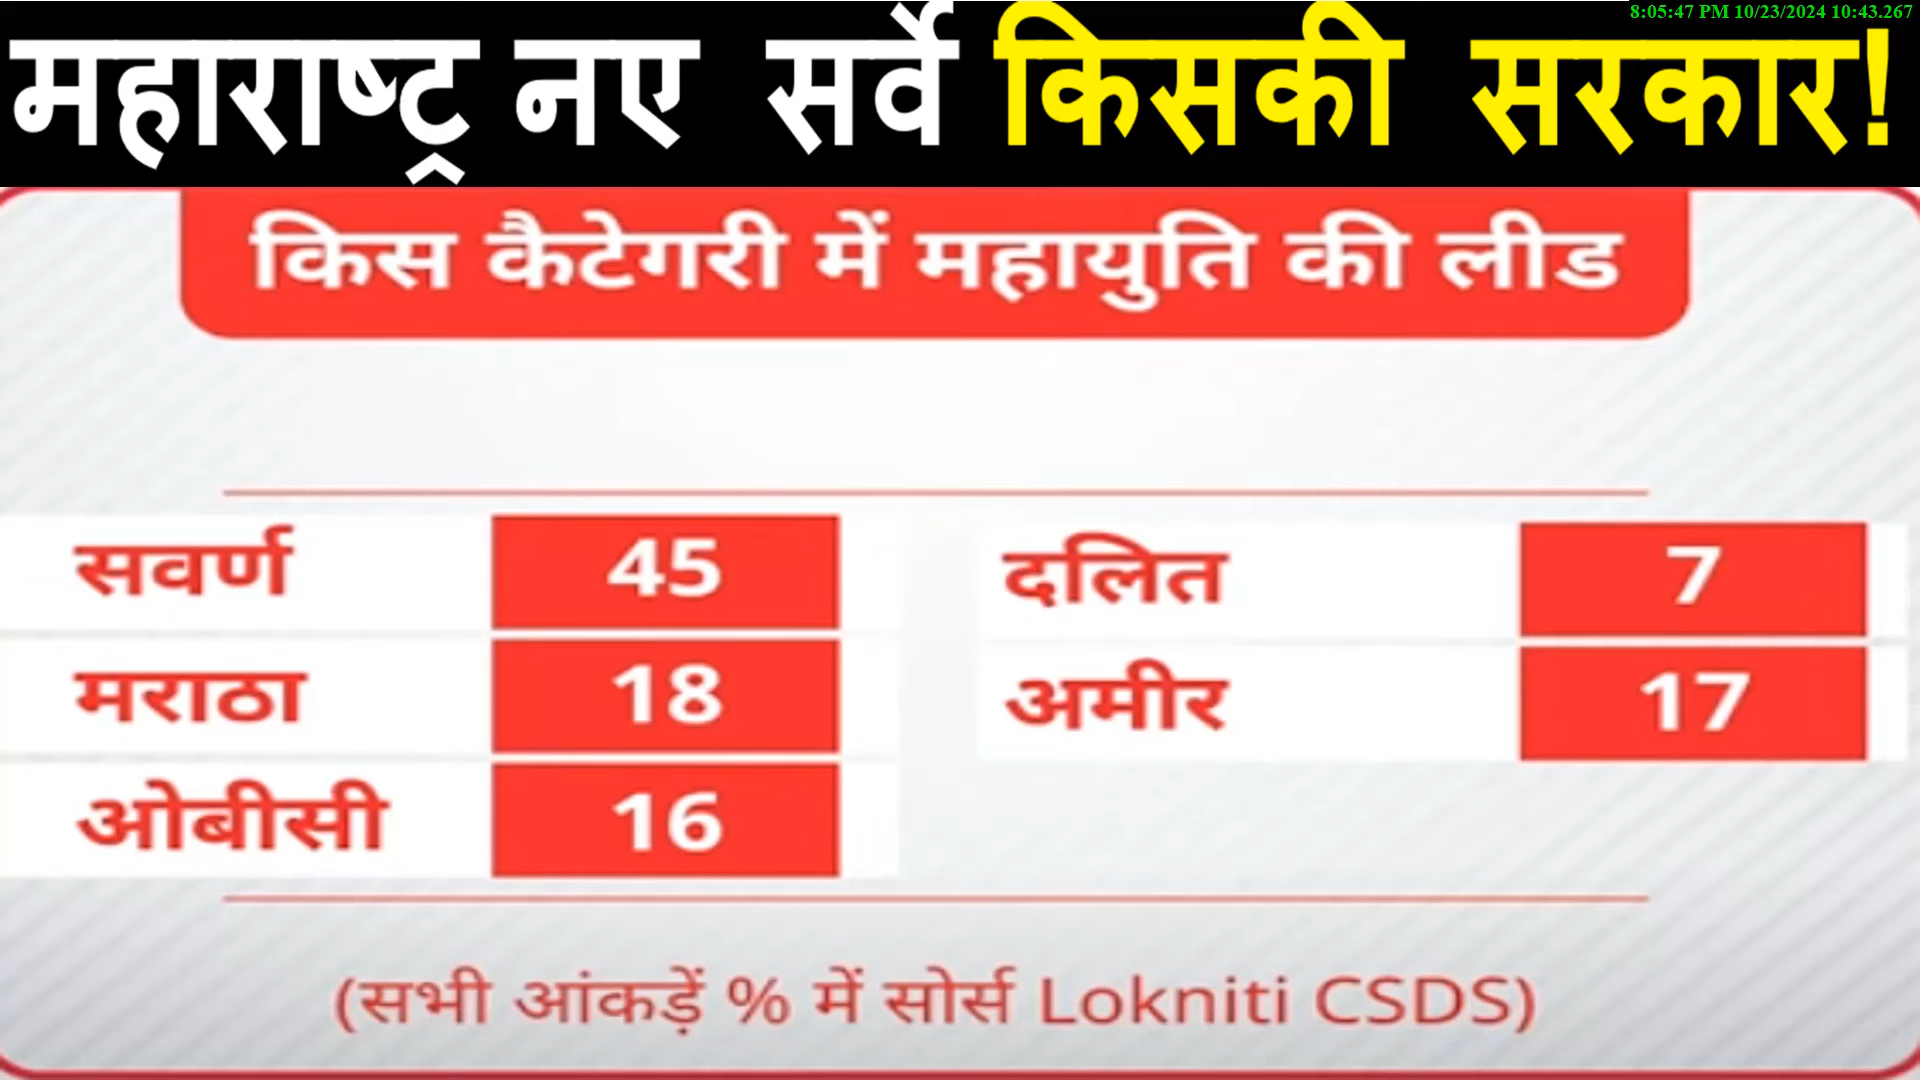 8:05:47 PM 10/23/2024 10:43.267
महाराष्ट्र नए सर्वे किसकी सरकार!
किस कैटेगरी में महायुति की लीड
सवर्ण 45 दलित 7
मराठा 18 अमीर 17
ओबीसी 16
(सभी आंकड़ें % में सोर्स Lokniti CSDS)